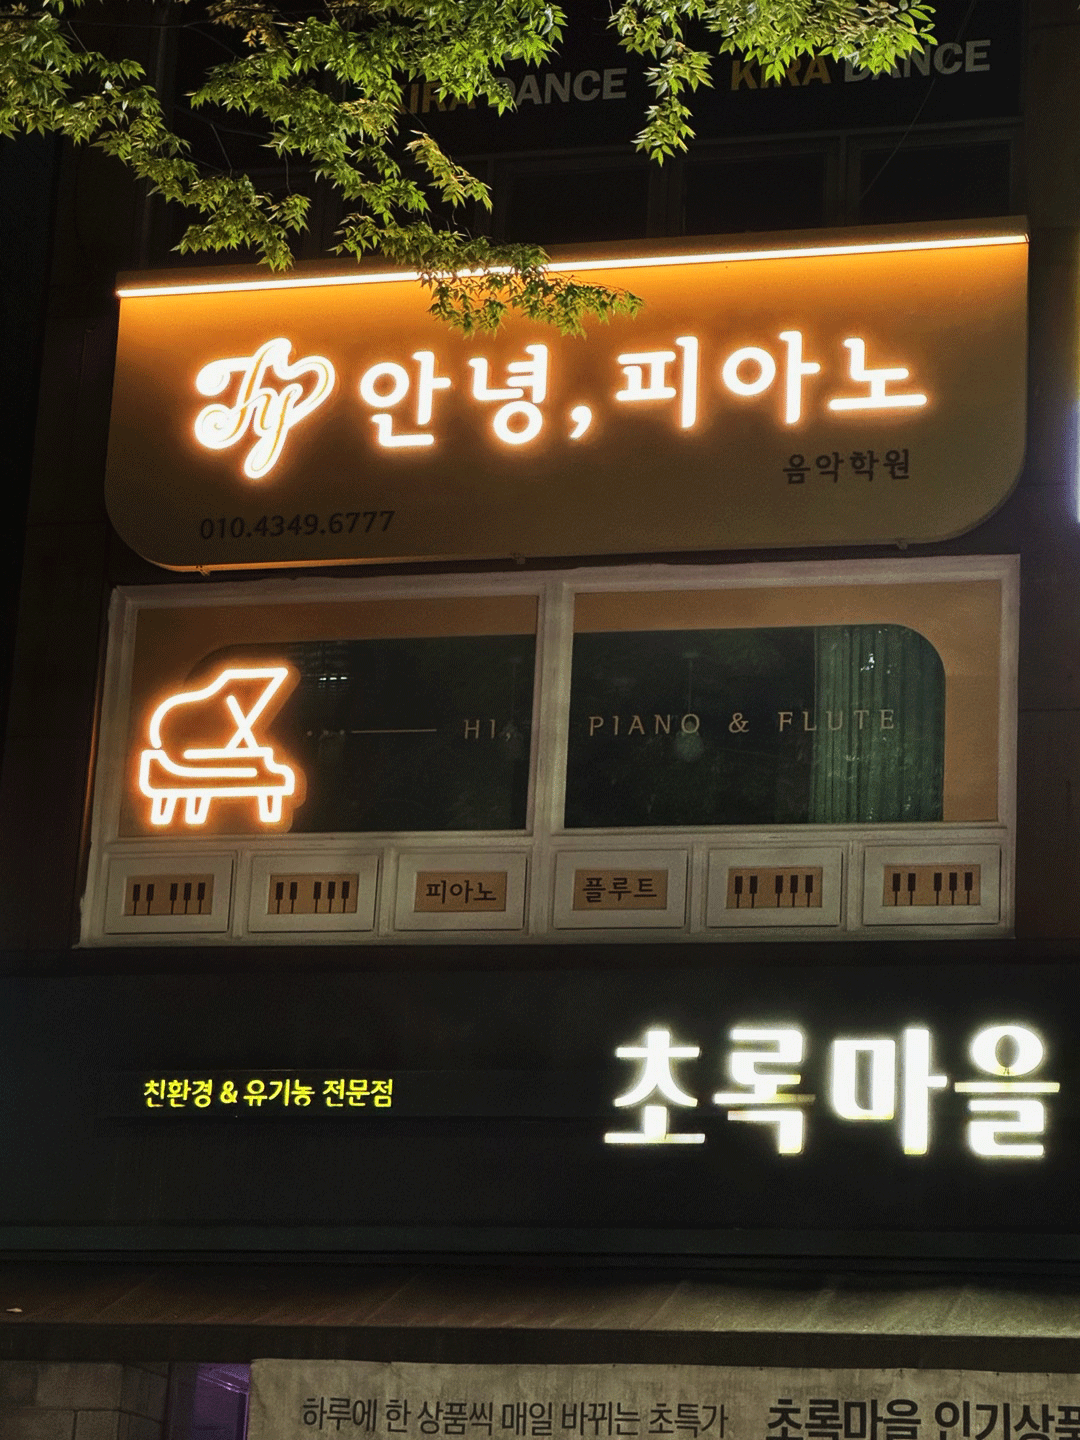 KIRA DANCE KIRA DANCE
hp 안녕, 피아노
음악학원
010.4349.6777
HI, PIANO & FLUTE
피아노 플루트
초록마을
친환경 & 유기농 전문점
하루에 한 상품씩 매일 바뀌는 초특가 초록마을 인기상품